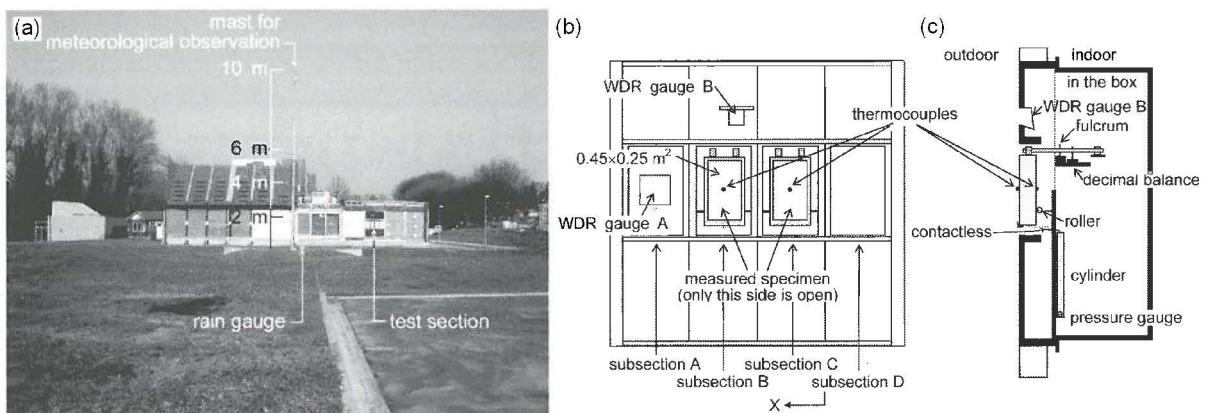 (a)
mast for
meteorological observation
10 m
6 m
4 m
2 m
rain gauge
test section
(b)
WDR gauge B
thermocouples
0.45×0.25 m²
WDR gauge A
measured specimen
(only this side is open)
subsection A
subsection B
subsection C
subsection D
X
(c)
outdoor
indoor
in the box
WDR gauge B
fulcrum
decimal balance
roller
contactless
cylinder
pressure gauge